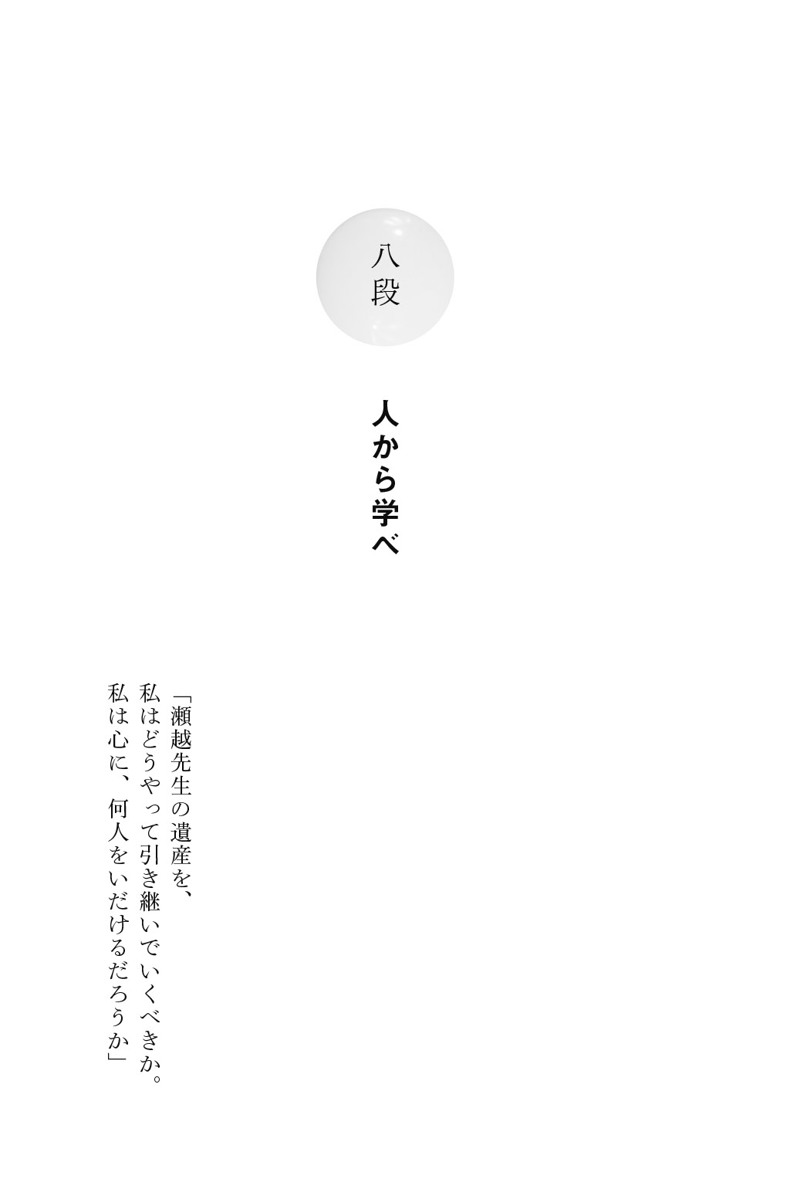 八段
人から学べ
「瀬越先生の遺産を、
私はどうやって引き継いでいくべきか。
私は心に、何人をいだけるだろうか」